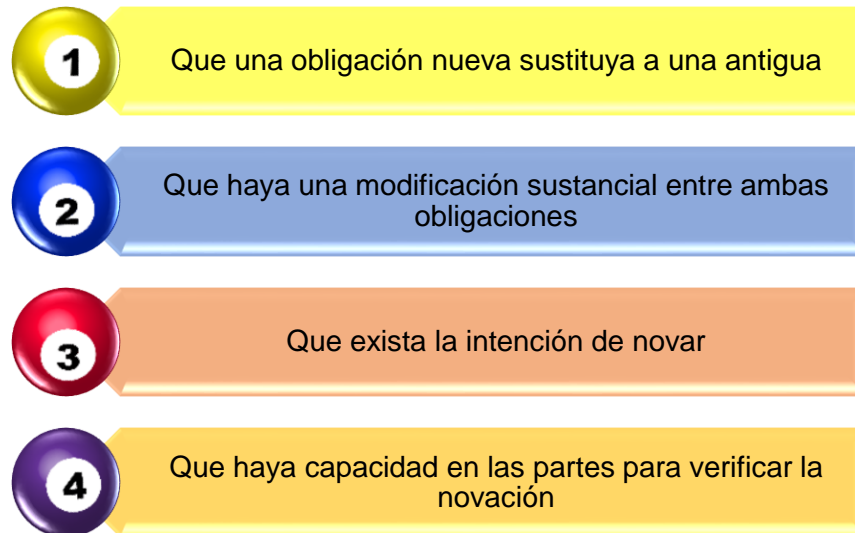 1
Que una obligación nueva sustituya a una antigua
2
Que haya una modificación sustancial entre ambas
obligaciones
3
Que exista la intención de novar
4
Que haya capacidad en las partes para verificar la
novación